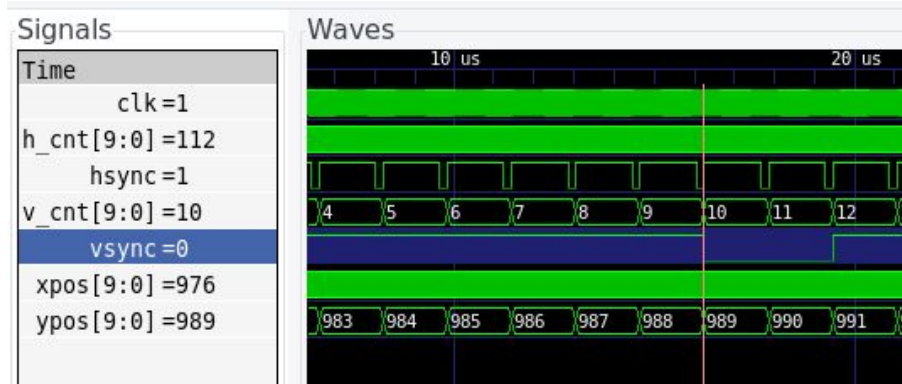 Signals
Waves
Time
10 us
20 us
clk=1
h_cnt[9:0]=112
hsync=1
v_cnt[9:0]=10
4 5 6 7 8 9 10 11 12
vsync=0
xpos[9:0]=976
ypos[9:0]=989
983 984 985 986 987 988 989 990 991